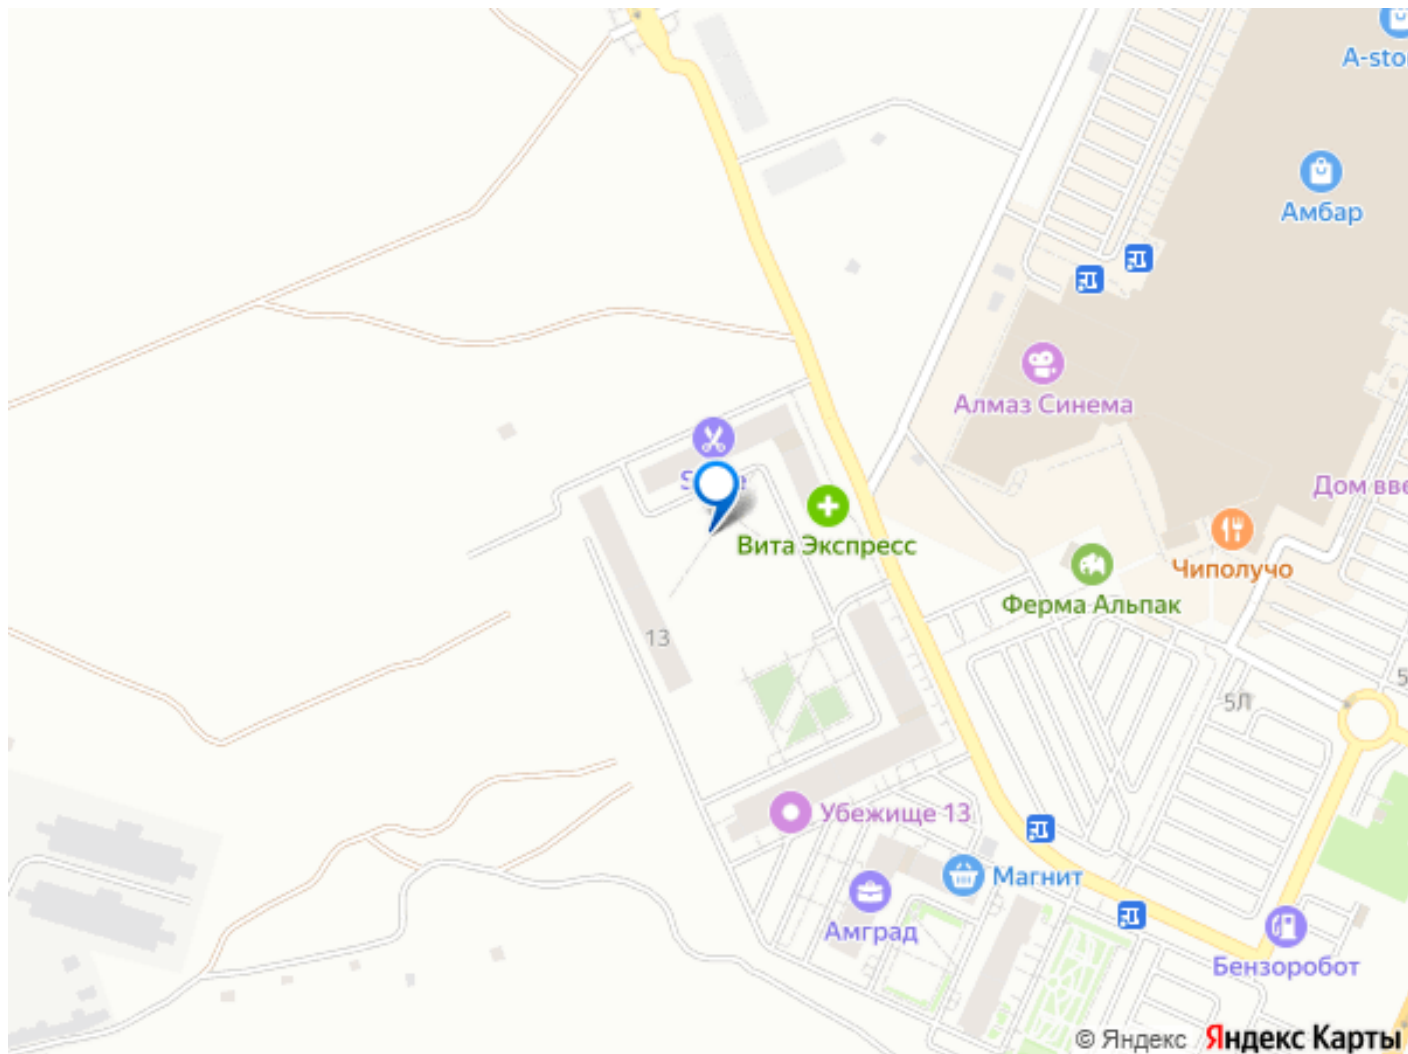 A-sto
Амбар
Алмаз Синема
Дом вве
Вита Экспресс
Чиполучо
Ферма Альпак
13
5
5Л
Убежище 13
Магнит
Амград
Бензоробот
© Яндекс Яндекс Карты